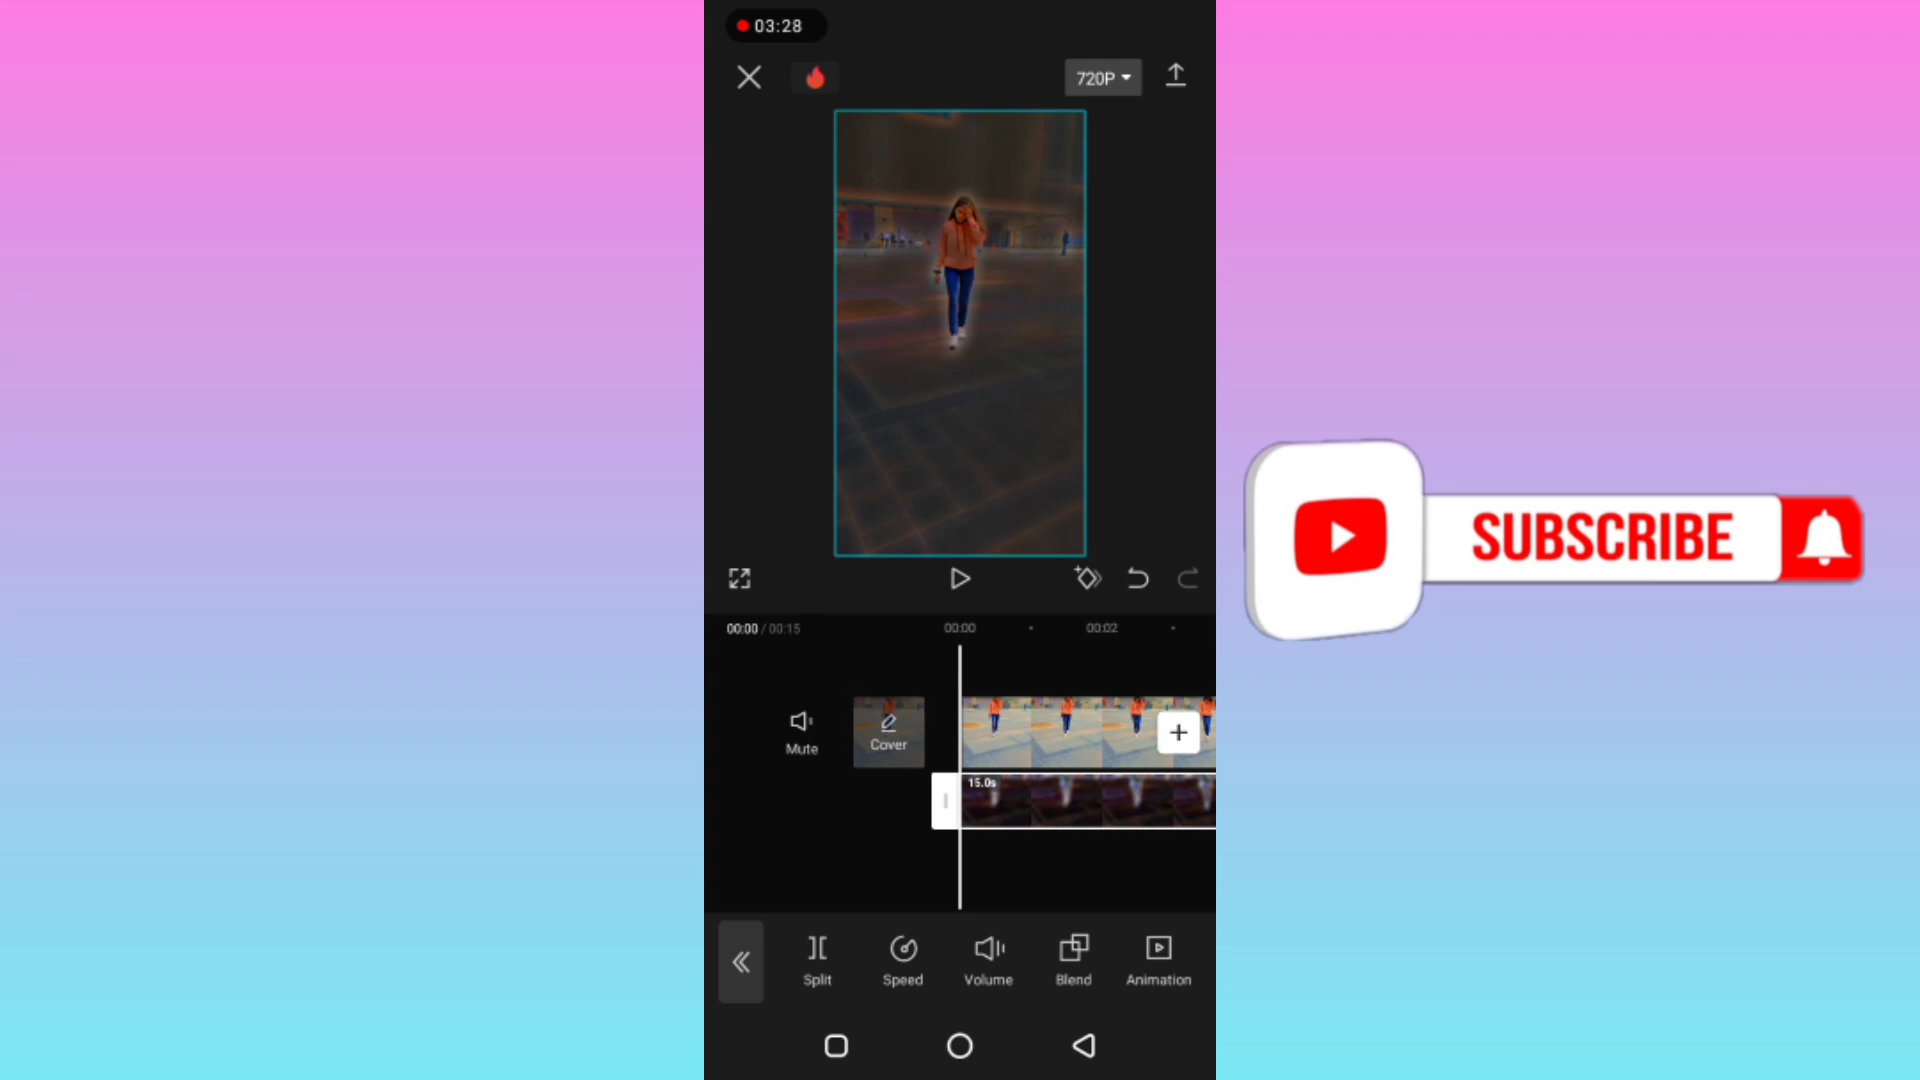 03:28
720P
00:00 / 00:15
00:00
00:02
Mute
Cover
15.0s
SUBSCRIBE
Split
Speed
Volume
Blend
Animation